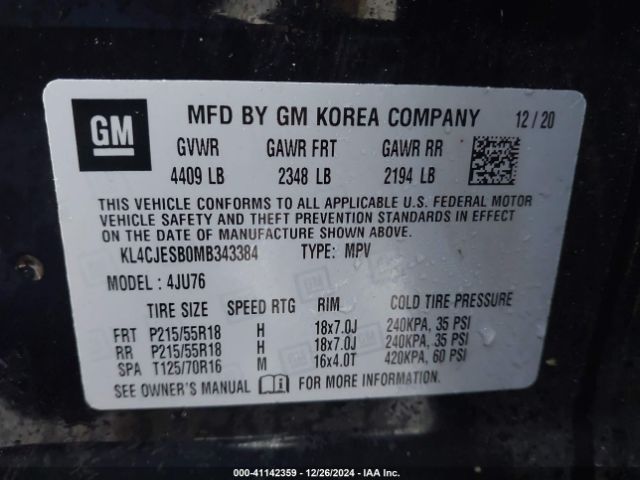 GM
MFD BY GM KOREA COMPANY 12/20
GVWR GAWR FRT GAWR RR
4409 LB 2348 LB 2194 LB
THIS VEHICLE CONFORMS TO ALL APPLICABLE U.S. FEDERAL MOTOR
VEHICLE SAFETY AND THEFT PREVENTION STANDARDS IN EFFECT
ON THE DATE OF MANUFACTURE SHOWN ABOVE.
KL4CJESB0MB343384 TYPE: MPV
MODEL: 4JU76
TIRE SIZE SPEED RTG RIM COLD TIRE PRESSURE
FRT P215/55R18 H 18x7.0J 240KPA, 35 PSI
RR P215/55R18 H 18x7.0J 240KPA, 35 PSI
SPA T125/70R16 M 16x4.0T 420KPA, 60 PSI
SEE OWNER'S MANUAL FOR MORE INFORMATION.
000-41142359 - 12/26/2024 - IAA Inc.